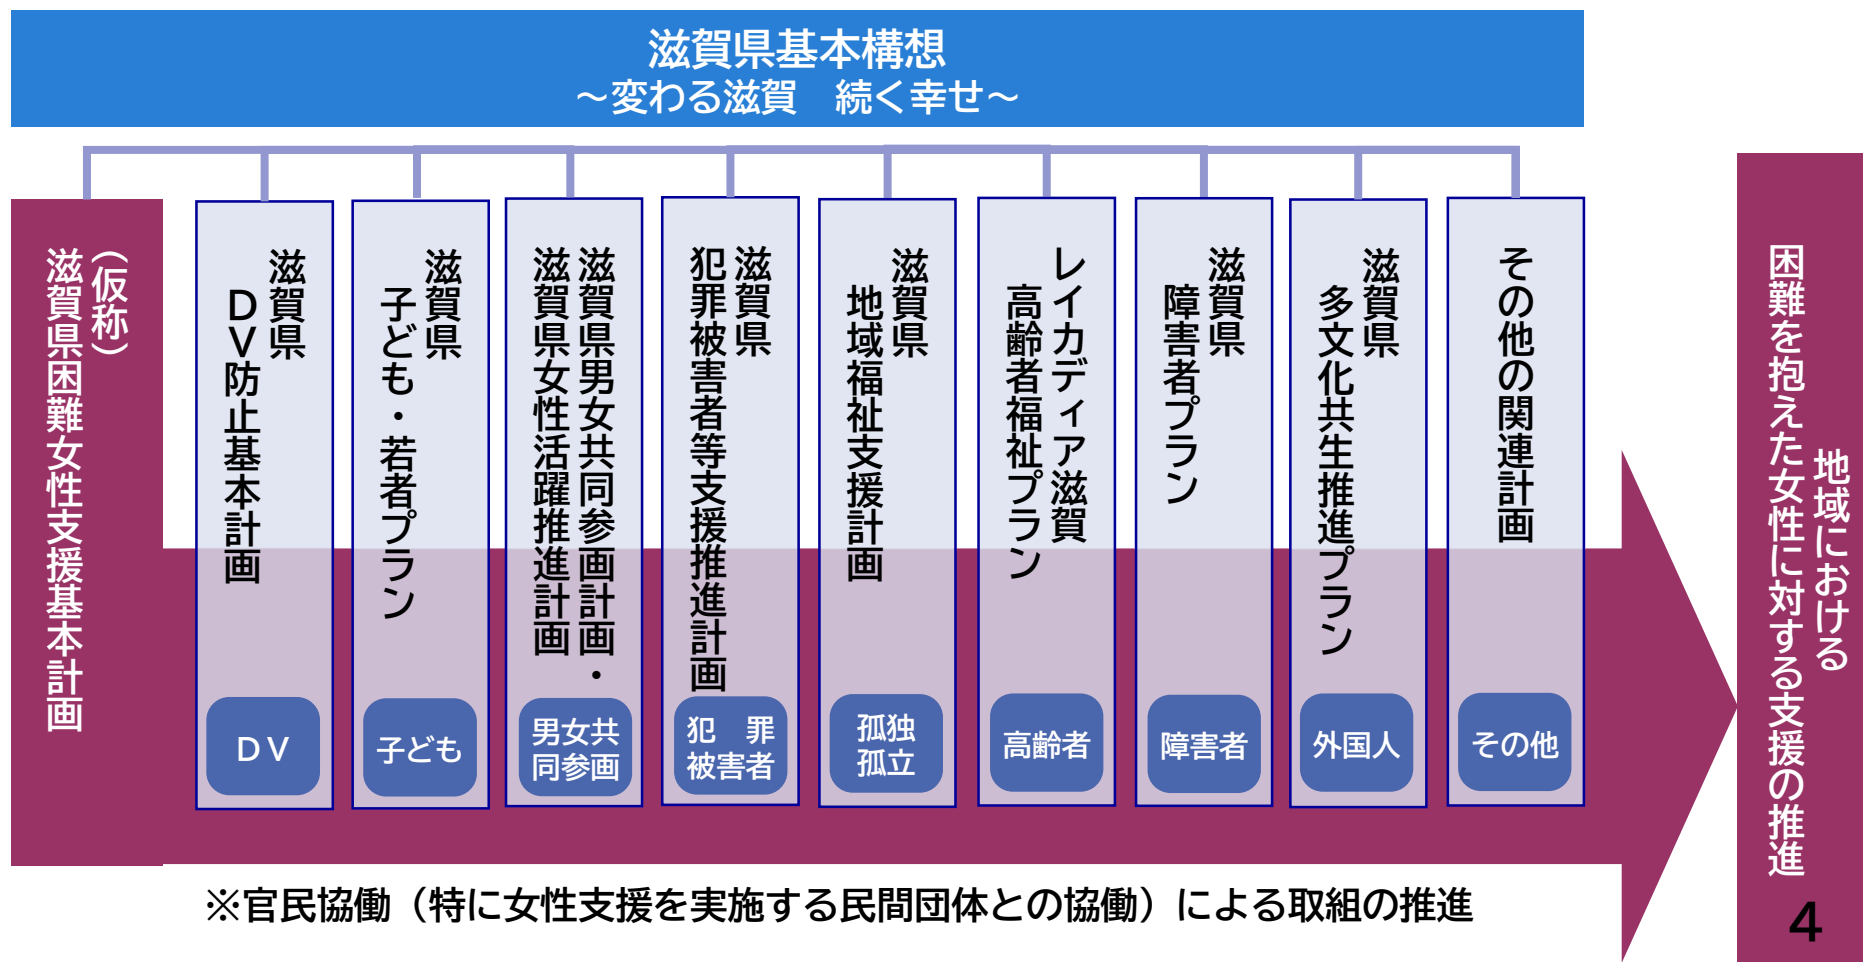 滋賀県基本構想
～変わる滋賀　続く幸せ～
（仮称）
滋賀県困難女性支援基本計画
滋賀県
ＤＶ防止基本計画
ＤＶ
滋賀県
子ども・若者プラン
子ども
滋賀県男女共同参画計画・
滋賀県女性活躍推進計画
男女共
同参画
滋賀県
犯罪被害者等支援推進計画
犯　罪
被害者
滋賀県
地域福祉支援計画
孤独
孤立
レイカディア滋賀
高齢者福祉プラン
高齢者
滋賀県
障害者プラン
障害者
滋賀県
多文化共生推進プラン
外国人
その他の関連計画
その他
地域における
困難を抱えた女性に対する支援の推進
※官民協働（特に女性支援を実施する民間団体との協働）による取組の推進
4